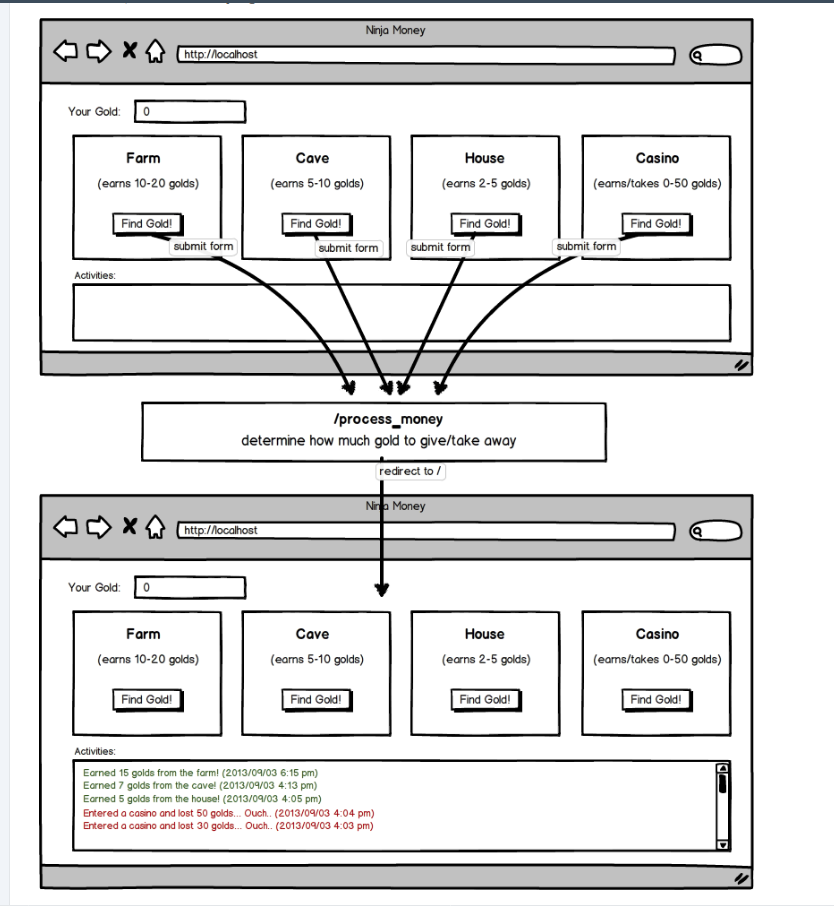 Ninja Money
http://localhost
Your Gold: 0
Farm
(earns 10-20 golds)
Find Gold!
Cave
(earns 5-10 golds)
Find Gold!
House
(earns 2-5 golds)
Find Gold!
Casino
(earns/takes 0-50 golds)
Find Gold!
submit form
submit form
submit form
submit form
Activities:
/process_money
determine how much gold to give/take away
redirect to /
Ninja Money
http://localhost
Your Gold: 0
Farm
(earns 10-20 golds)
Find Gold!
Cave
(earns 5-10 golds)
Find Gold!
House
(earns 2-5 golds)
Find Gold!
Casino
(earns/takes 0-50 golds)
Find Gold!
Activities:
Earned 15 golds from the farm! (2013/09/03 6:15 pm)
Earned 7 golds from the cave! (2013/09/03 4:13 pm)
Earned 5 golds from the house! (2013/09/03 4:05 pm)
Entered a casino and lost 50 golds... Ouch.. (2013/09/03 4:04 pm)
Entered a casino and lost 30 golds... Ouch.. (2013/09/03 4:03 pm)